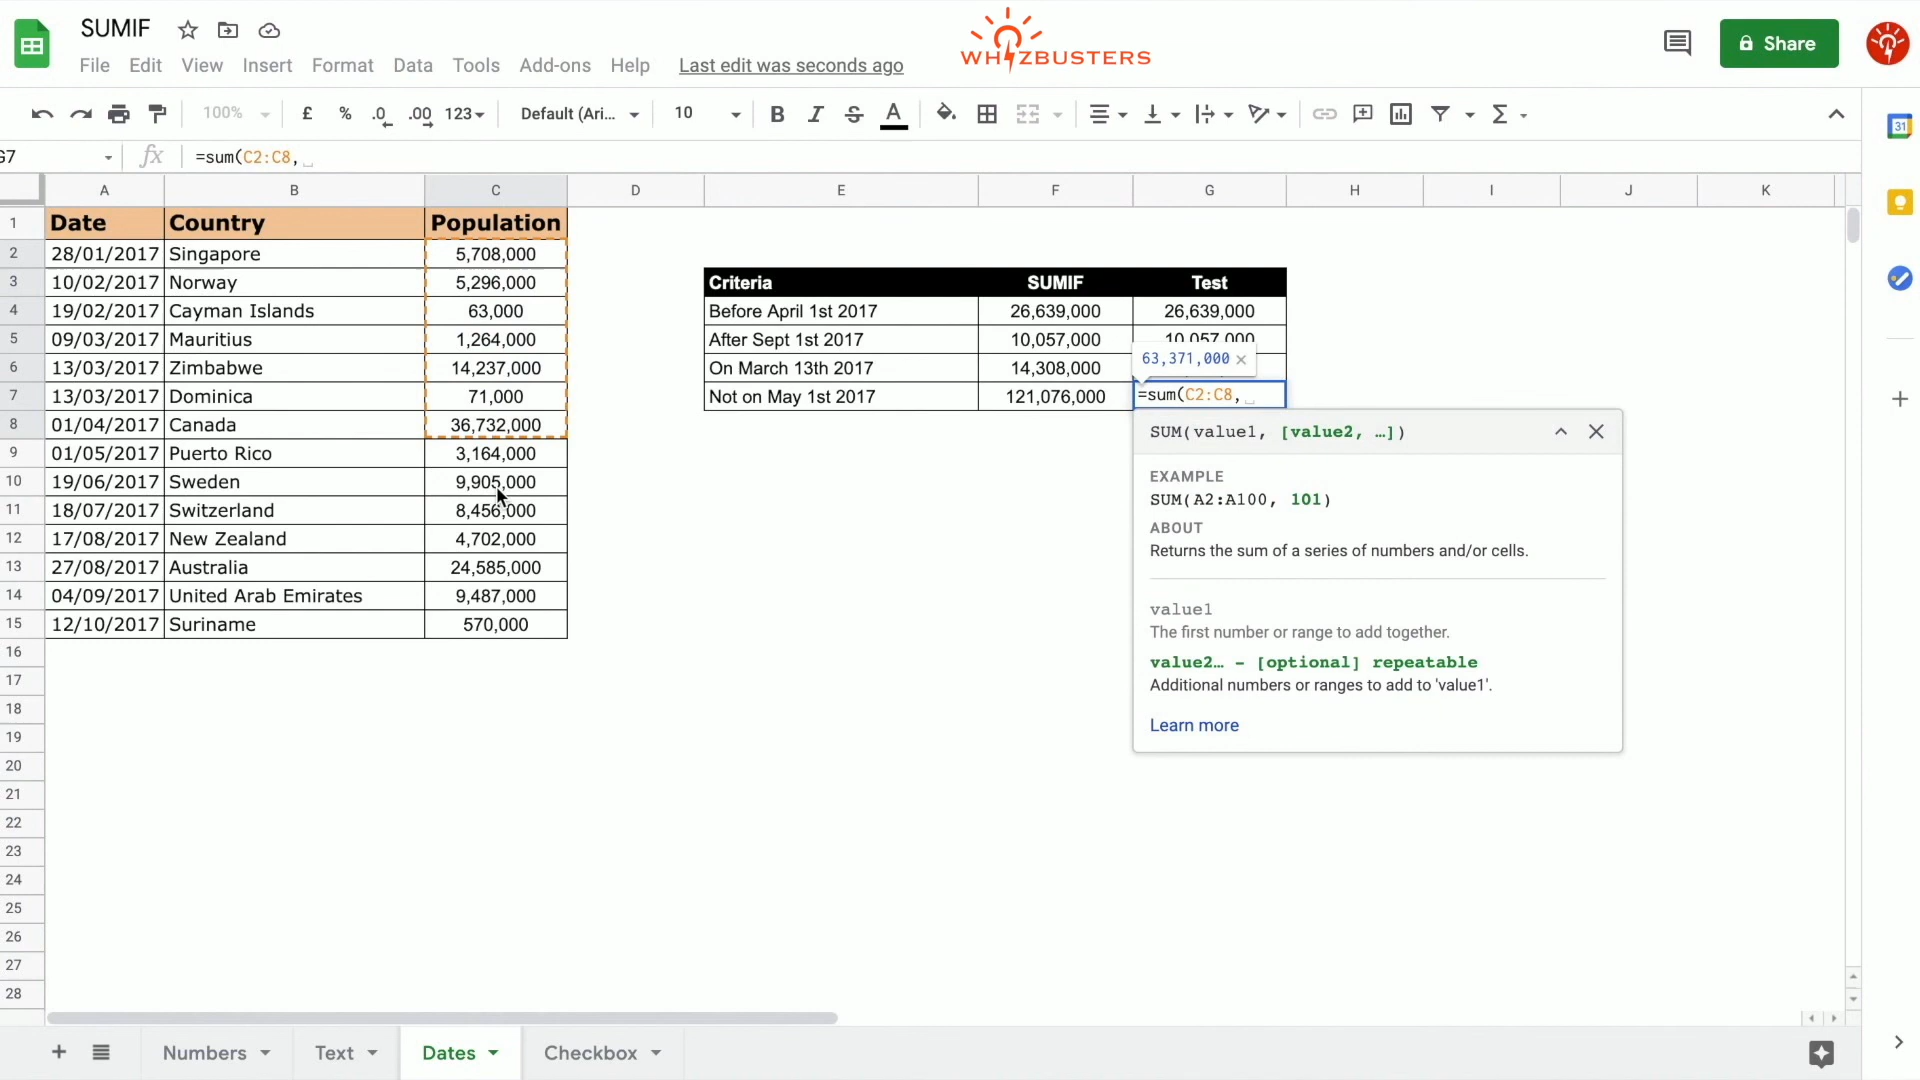 SUMIF
WHIZBUSTERS
Share
File Edit View Insert Format Data Tools Add-ons Help Last edit was seconds ago
100% £ % .0 .00 123 Default (Ari... 10 B I S A Σ
31
G7 fx =sum(C2:C8,
A B C D E F G H I J K
1 Date Country Population
2 28/01/2017 Singapore 5,708,000
3 10/02/2017 Norway 5,296,000 Criteria SUMIF Test
4 19/02/2017 Cayman Islands 63,000 Before April 1st 2017 26,639,000 26,639,000
5 09/03/2017 Mauritius 1,264,000 After Sept 1st 2017 10,057,000 10,057,000
63,371,000 ×
6 13/03/2017 Zimbabwe 14,237,000 On March 13th 2017 14,308,000
7 13/03/2017 Dominica 71,000 Not on May 1st 2017 121,076,000 =sum(C2:C8,
8 01/04/2017 Canada 36,732,000
9 01/05/2017 Puerto Rico 3,164,000
10 19/06/2017 Sweden 9,905,000
11 18/07/2017 Switzerland 8,456,000
12 17/08/2017 New Zealand 4,702,000
13 27/08/2017 Australia 24,585,000
14 04/09/2017 United Arab Emirates 9,487,000
15 12/10/2017 Suriname 570,000
16
17
18
19
20
21
22
23
24
25
26
27
28
SUM(value1, [value2, …])
EXAMPLE
SUM(A2:A100, 101)
ABOUT
Returns the sum of a series of numbers and/or cells.
value1
The first number or range to add together.
value2… - [optional] repeatable
Additional numbers or ranges to add to 'value1'.
Learn more
Numbers Text Dates Checkbox